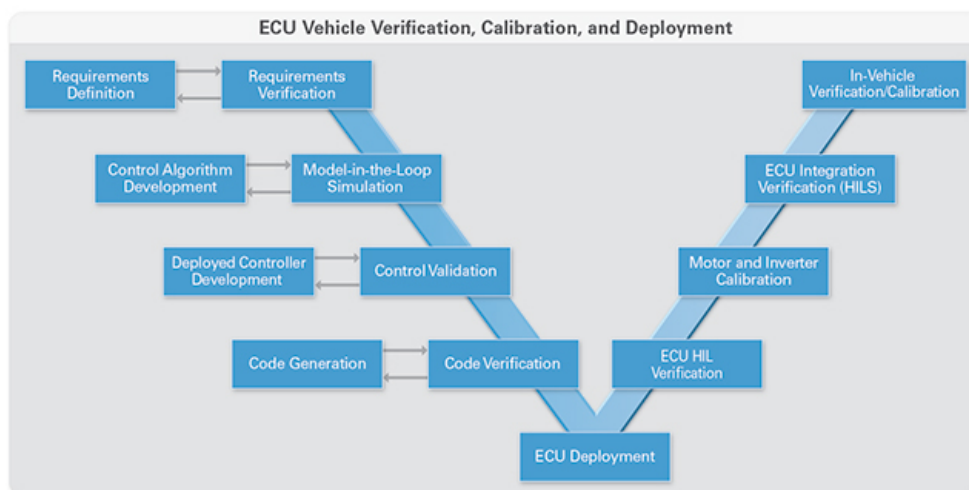 ECU Vehicle Verification, Calibration, and Deployment
Requirements
Definition
Requirements
Verification
In-Vehicle
Verification/Calibration
Control Algorithm
Development
Model-in-the-Loop
Simulation
ECU Integration
Verification (HILS)
Deployed Controller
Development
Control Validation
Motor and Inverter
Calibration
Code Generation
Code Verification
ECU HIL
Verification
ECU Deployment